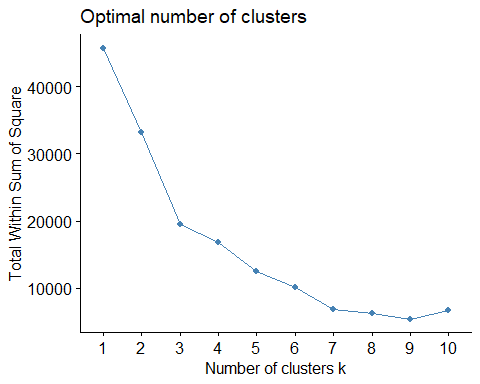 Optimal number of clusters
Total Within Sum of Square
40000
30000
20000
10000
1 2 3 4 5 6 7 8 9 10
Number of clusters k